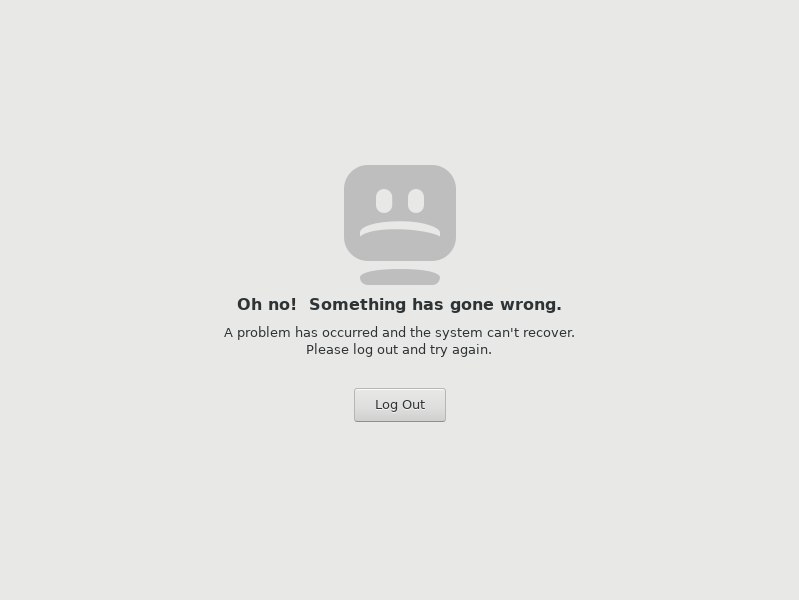 Oh no!  Something has gone wrong.
A problem has occurred and the system can't recover.
Please log out and try again.
Log Out